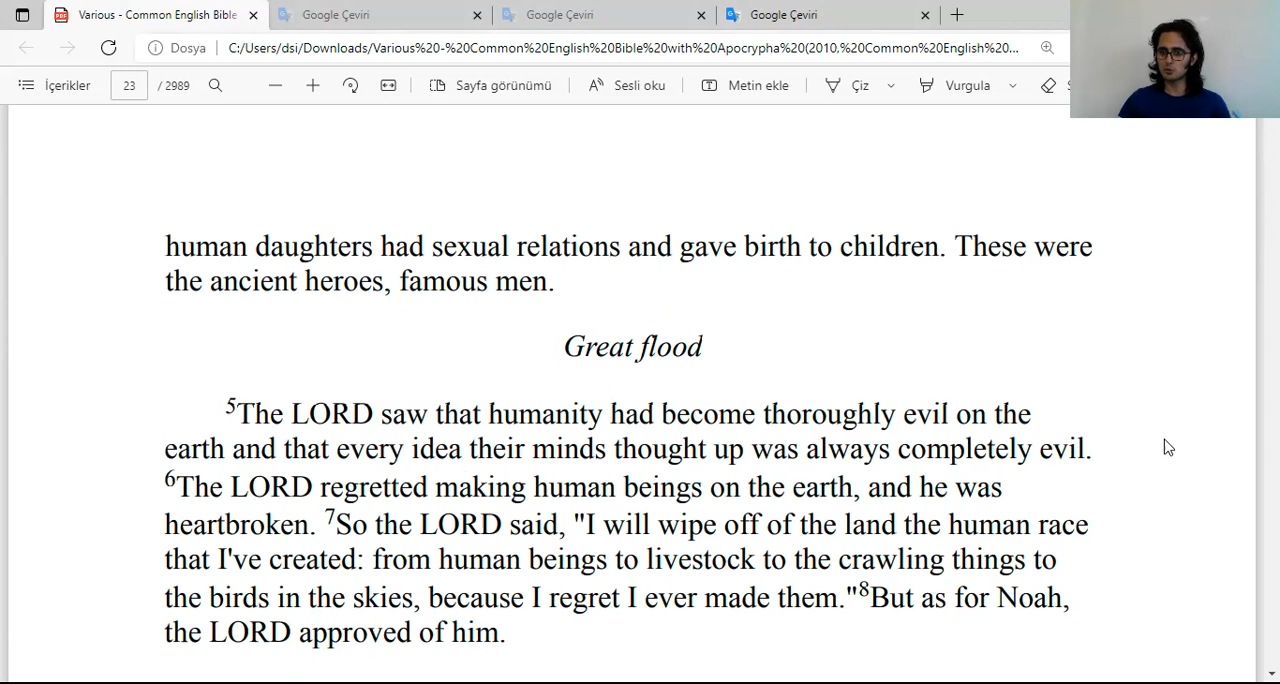 Various - Common English Bible
Google Çeviri
Google Çeviri
Google Çeviri
Dosya
C:/Users/dsi/Downloads/Various%20-%20Common%20English%20Bible%20with%20Apocrypha%20(2010,%20Common%20English%20...
İçerikler
23
/ 2989
Sayfa görünümü
Sesli oku
Metin ekle
Çiz
Vurgula
human daughters had sexual relations and gave birth to children. These were
the ancient heroes, famous men.
Great flood
5The LORD saw that humanity had become thoroughly evil on the
earth and that every idea their minds thought up was always completely evil.
6The LORD regretted making human beings on the earth, and he was
heartbroken. 7So the LORD said, "I will wipe off of the land the human race
that I've created: from human beings to livestock to the crawling things to
the birds in the skies, because I regret I ever made them."8But as for Noah,
the LORD approved of him.